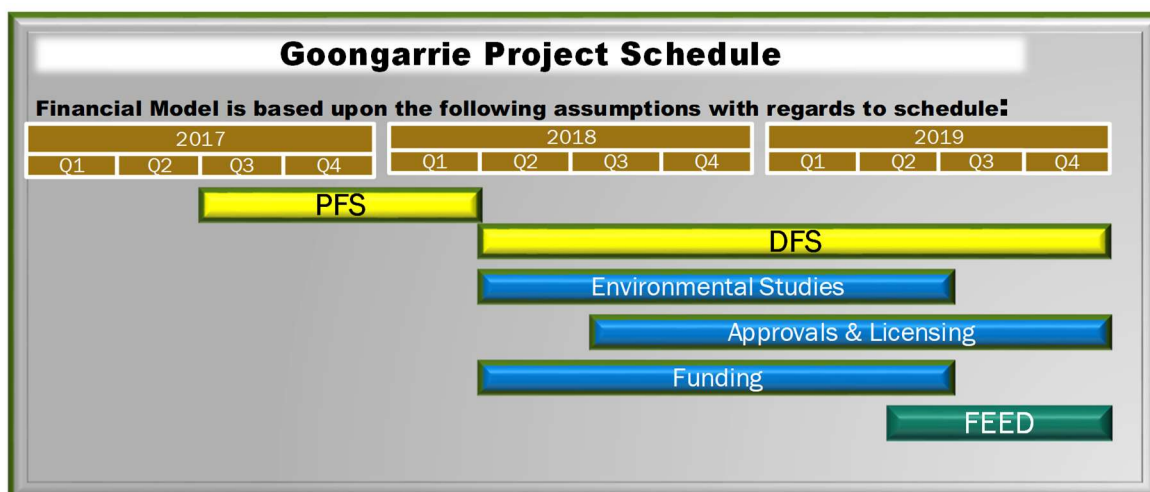 Goongarrie Project Schedule
Financial Model is based upon the following assumptions with regards to schedule:
2017 2018 2019
Q1 Q2 Q3 Q4 Q1 Q2 Q3 Q4 Q1 Q2 Q3 Q4
PFS
DFS
Environmental Studies
Approvals & Licensing
Funding
FEED